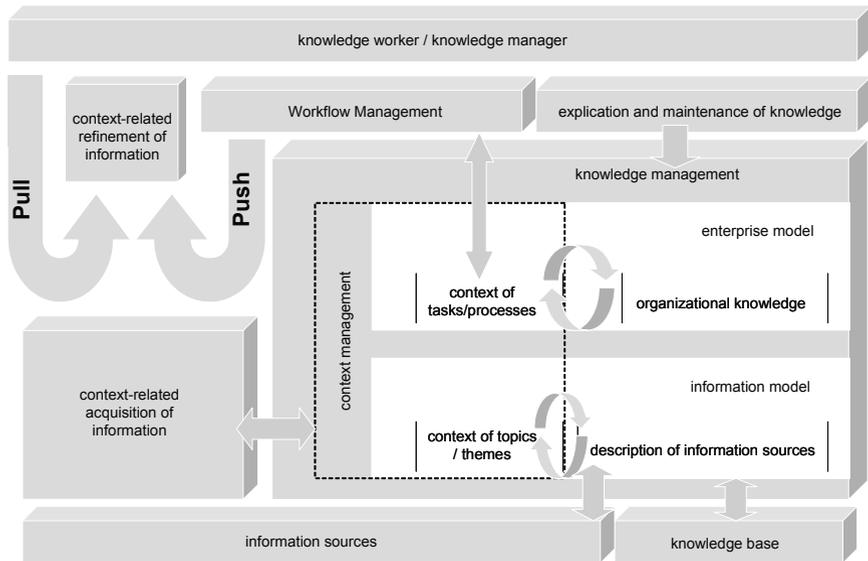 knowledge worker / knowledge manager
context-related
refinement of
information
Workflow Management
explication and maintenance of knowledge
Pull
Push
knowledge management
enterprise model
context of
tasks/processes
organizational knowledge
context management
context-related
acquisition of
information
information model
context of topics
/ themes
description of information sources
information sources
knowledge base